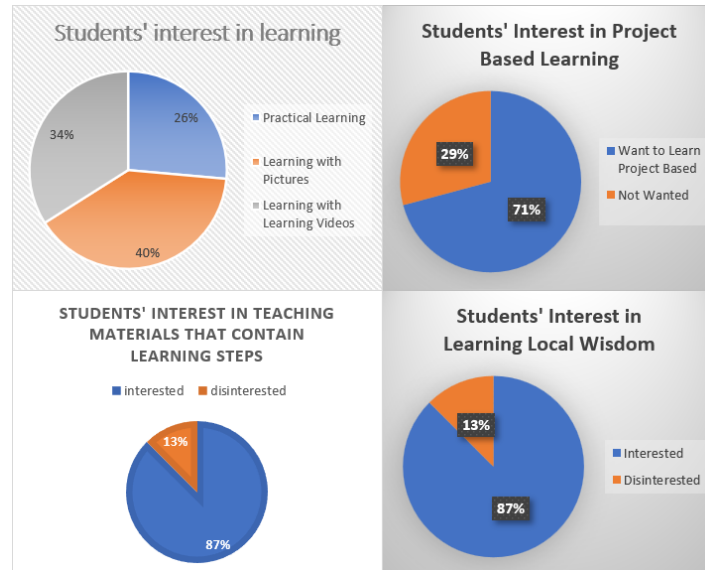 Students' interest in learning
26%
34%
40%
Practical Learning
Learning with
Pictures
Learning with
Learning Videos
Students' Interest in Project
Based Learning
29%
71%
Want to Learn
Project Based
Not Wanted
STUDENTS' INTEREST IN TEACHING
MATERIALS THAT CONTAIN
LEARNING STEPS
interested disinterested
13%
87%
Students' Interest in
Learning Local Wisdom
13%
87%
Interested
Disinterested